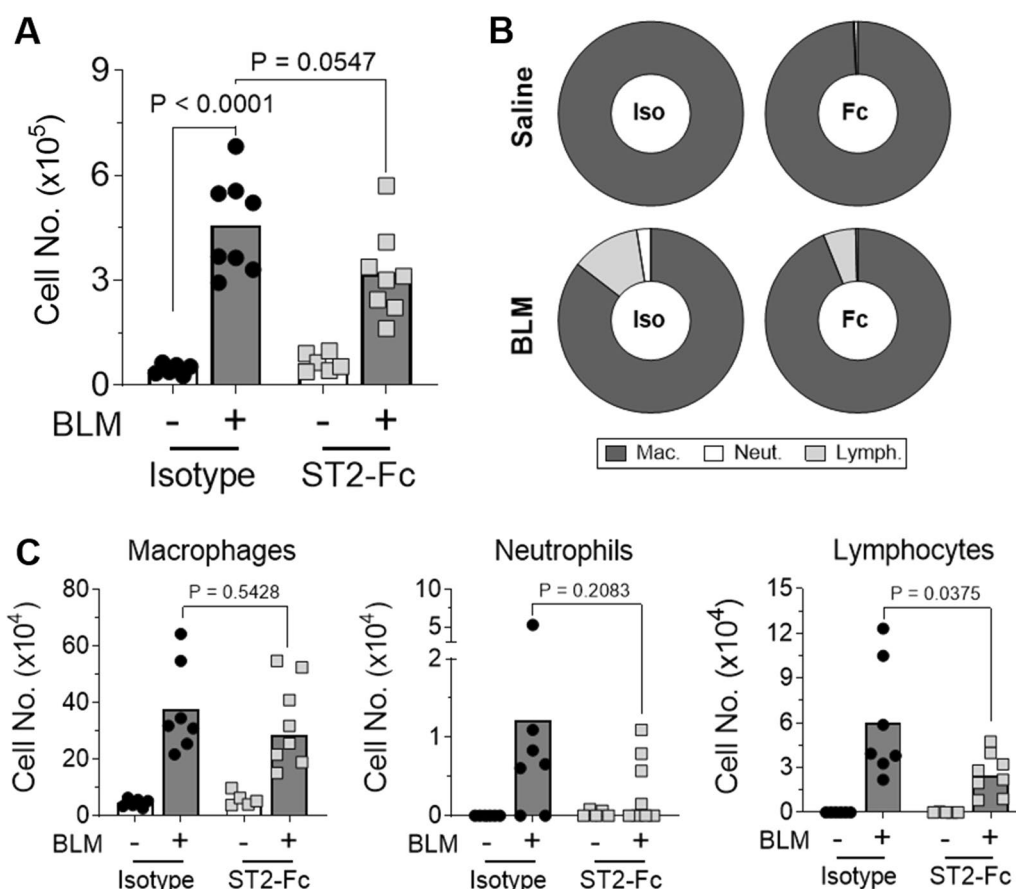 A
Cell No. (x10⁵)
9
6
3
0
P < 0.0001
P = 0.0547
BLM - + - +
Isotype ST2-Fc
B
Saline
Iso Fc
BLM
Iso Fc
Mac. Neut. Lymph.
C
Macrophages
Cell No. (x10⁴)
80
60
40
20
0
P = 0.5428
BLM - + - +
Isotype ST2-Fc
Neutrophils
Cell No. (x10⁴)
10
5
2
1
0
P = 0.2083
BLM - + - +
Isotype ST2-Fc
Lymphocytes
Cell No. (x10⁴)
15
12
9
6
3
0
P = 0.0375
BLM - + - +
Isotype ST2-Fc